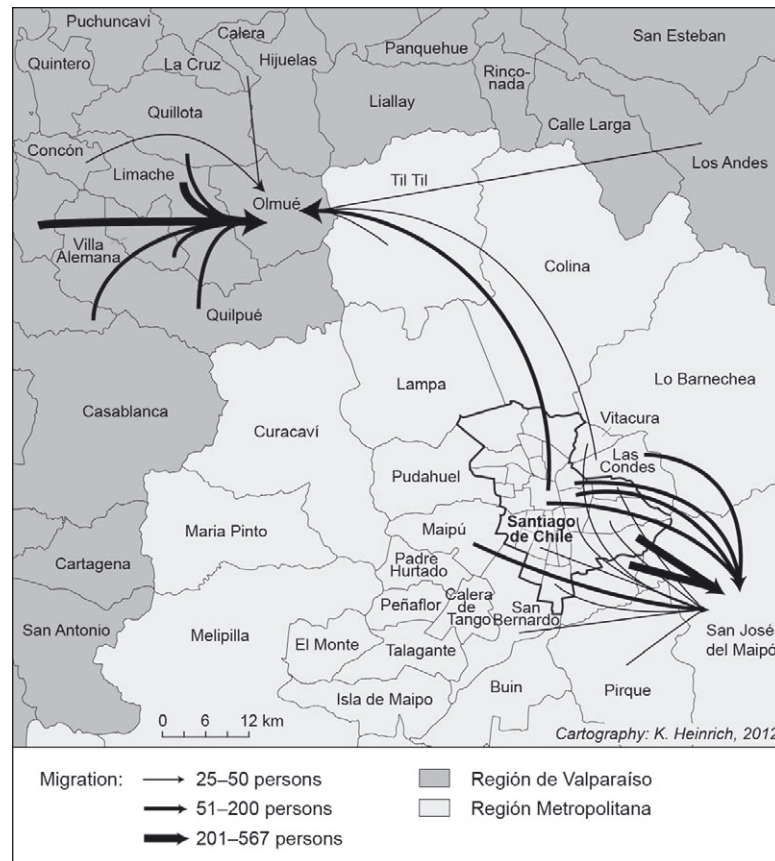 Puchuncavi
Calera
Quintero
La Cruz
Hijuelas
Panquehue
San Esteban
Rinco-
nada
Quillota
Llallay
Calle Larga
Concón
Limache
Til Til
Los Andes
Olmué
Villa
Alemana
Colina
Quilpué
Lampa
Lo Barnechea
Casablanca
Curacaví
Vitacura
Las
Condes
Pudahuel
Maria Pinto
Maipú
Santiago
de Chile
Cartagena
Padre
Hurtado
Peñaflor
Calera
de
Tango
San
Bernardo
San Antonio
Melipilla
El Monte
Talagante
San José
del Maipó
Isla de Maipo
Buin
Pirque
0 6 12 km
Cartography: K. Heinrich, 2012
Migration:
25–50 persons
51–200 persons
201–567 persons
Región de Valparaíso
Región Metropolitana